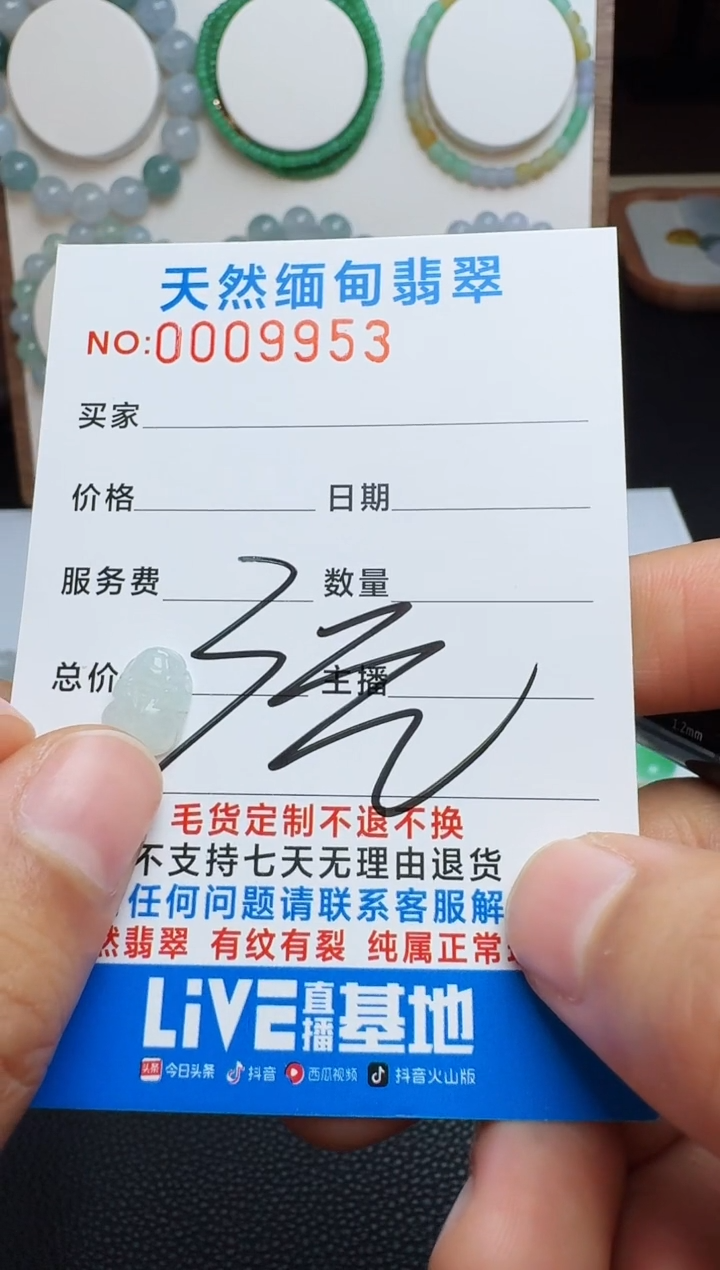 天然缅甸翡翠
NO:0009953
买家
价格 日期
服务费 数量
总价 主播
毛货定制不退不换
不支持七天无理由退货
任何问题请联系客服解
然翡翠 有纹有裂 纯属正常
LiVE直播基地
头条 今日头条 抖音 西瓜视频 抖音火山版
1.2mm